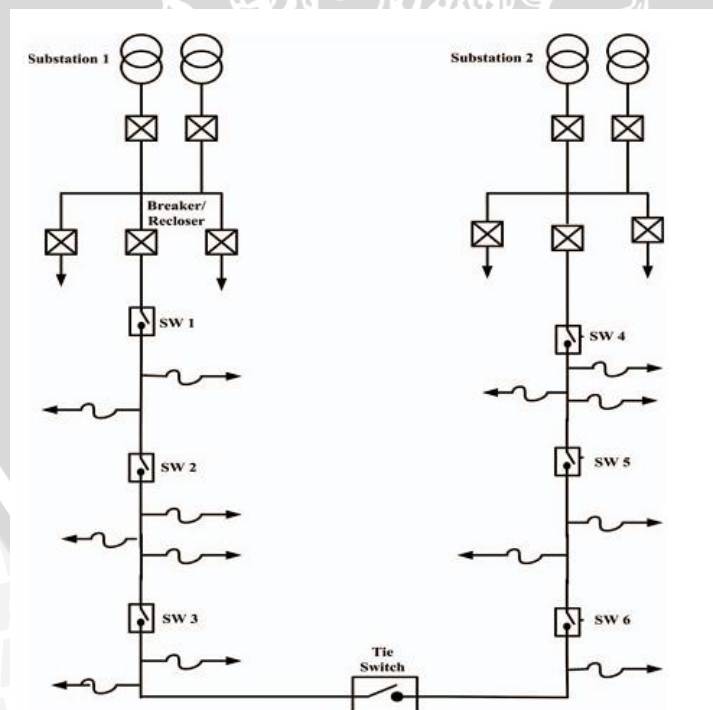 Substation 1
Substation 2
Breaker/
Recloser
SW 1
SW 4
SW 2
SW 5
SW 3
SW 6
Tie
Switch